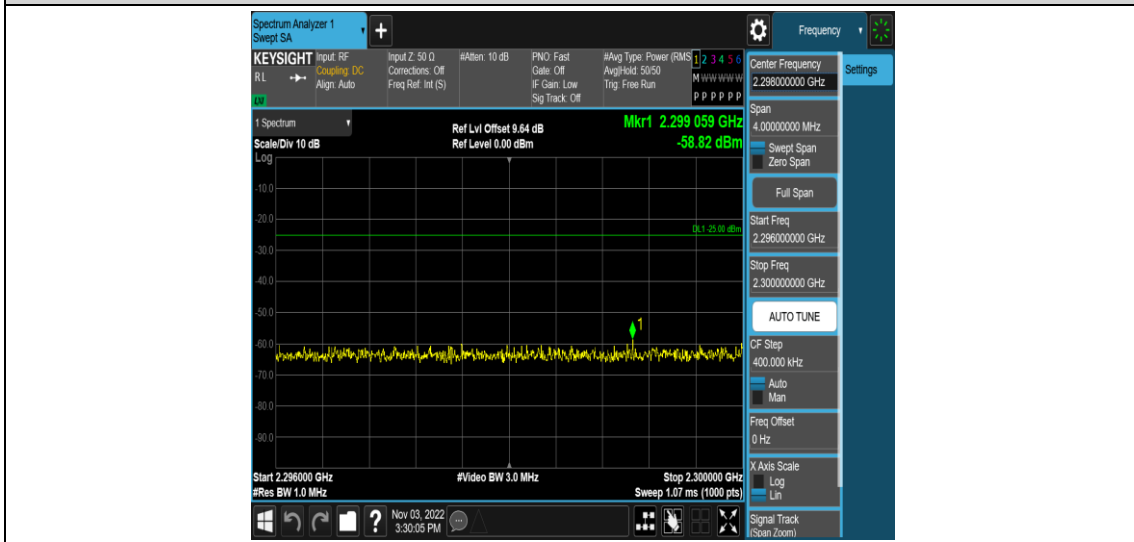 Spectrum Analyzer 1
Swept SA
+
Frequency
KEYSIGHT
RL
LXI
Input: RF
Coupling: DC
Align: Auto
Input Z: 50 Ω
Corrections: Off
Freq Ref: Int (S)
#Atten: 10 dB
PNO: Fast
Gate: Off
IF Gain: Low
Sig Track: Off
#Avg Type: Power (RMS
Avg|Hold: 50/50
Trig: Free Run
1 2 3 4 5 6
M W W W W W
P P P P P P
Center Frequency
2.298000000 GHz
Settings
Span
4.00000000 MHz
Swept Span
Zero Span
Full Span
Start Freq
2.296000000 GHz
Stop Freq
2.300000000 GHz
AUTO TUNE
CF Step
400.000 kHz
Auto
Man
Freq Offset
0 Hz
X Axis Scale
Log
Lin
Signal Track
(Span Zoom)
1 Spectrum
Scale/Div 10 dB
Log
Ref Lvl Offset 9.64 dB
Ref Level 0.00 dBm
Mkr1 2.299 059 GHz
-58.82 dBm
-10.0
-20.0
DL1 -25.00 dBm
-30.0
-40.0
-50.0
1
-60.0
-70.0
-80.0
-90.0
Start 2.296000 GHz
#Video BW 3.0 MHz
Stop 2.300000 GHz
#Res BW 1.0 MHz
Sweep 1.07 ms (1000 pts)
?
Nov 03, 2022
3:30:05 PM